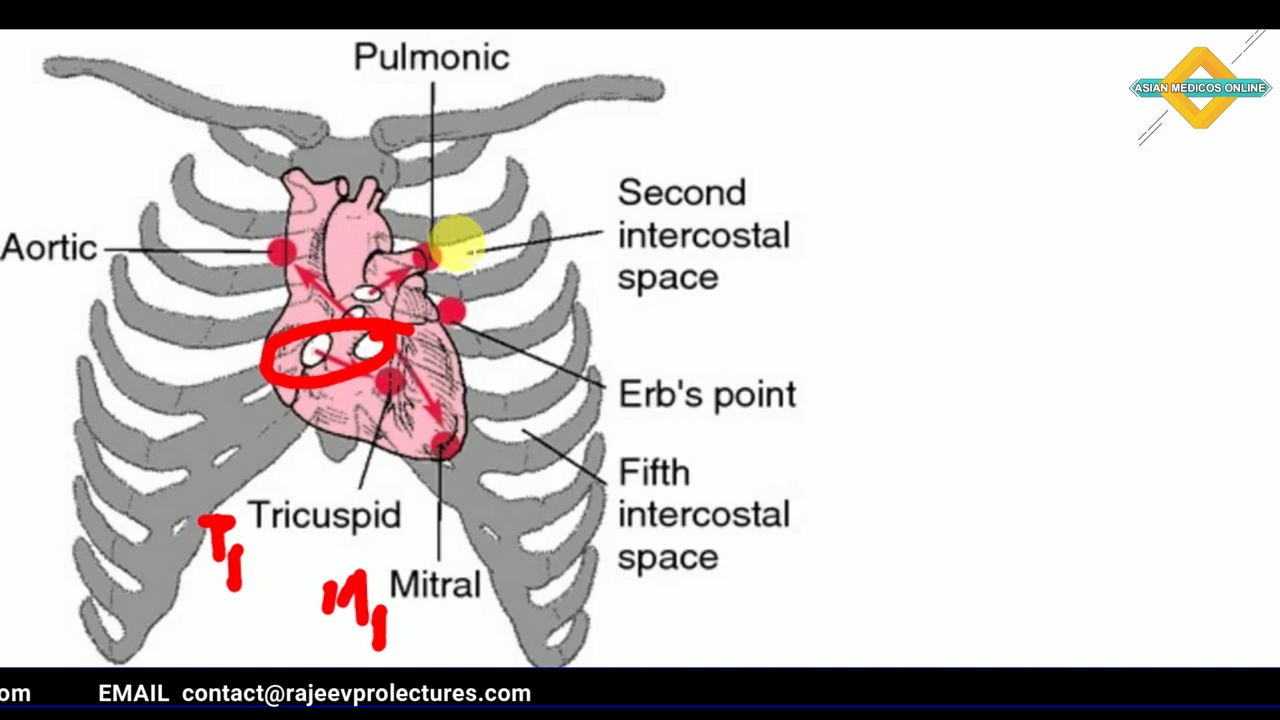 Pulmonic
ASIAN MEDICOS ONLINE
Second
intercostal
space
Aortic
Erb's point
Fifth
intercostal
space
Tricuspid
T1
Mitral
M1
om EMAIL contact@rajeevprolectures.com